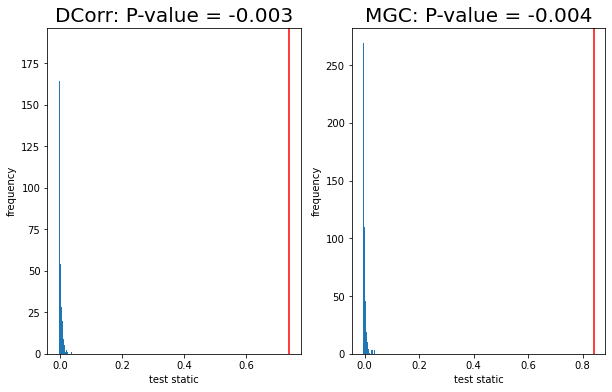 DCorr: P-value = -0.003
frequency
175
150
125
100
75
50
25
0
0.0 0.2 0.4 0.6
test static
MGC: P-value = -0.004
frequency
250
200
150
100
50
0
0.0 0.2 0.4 0.6 0.8
test static